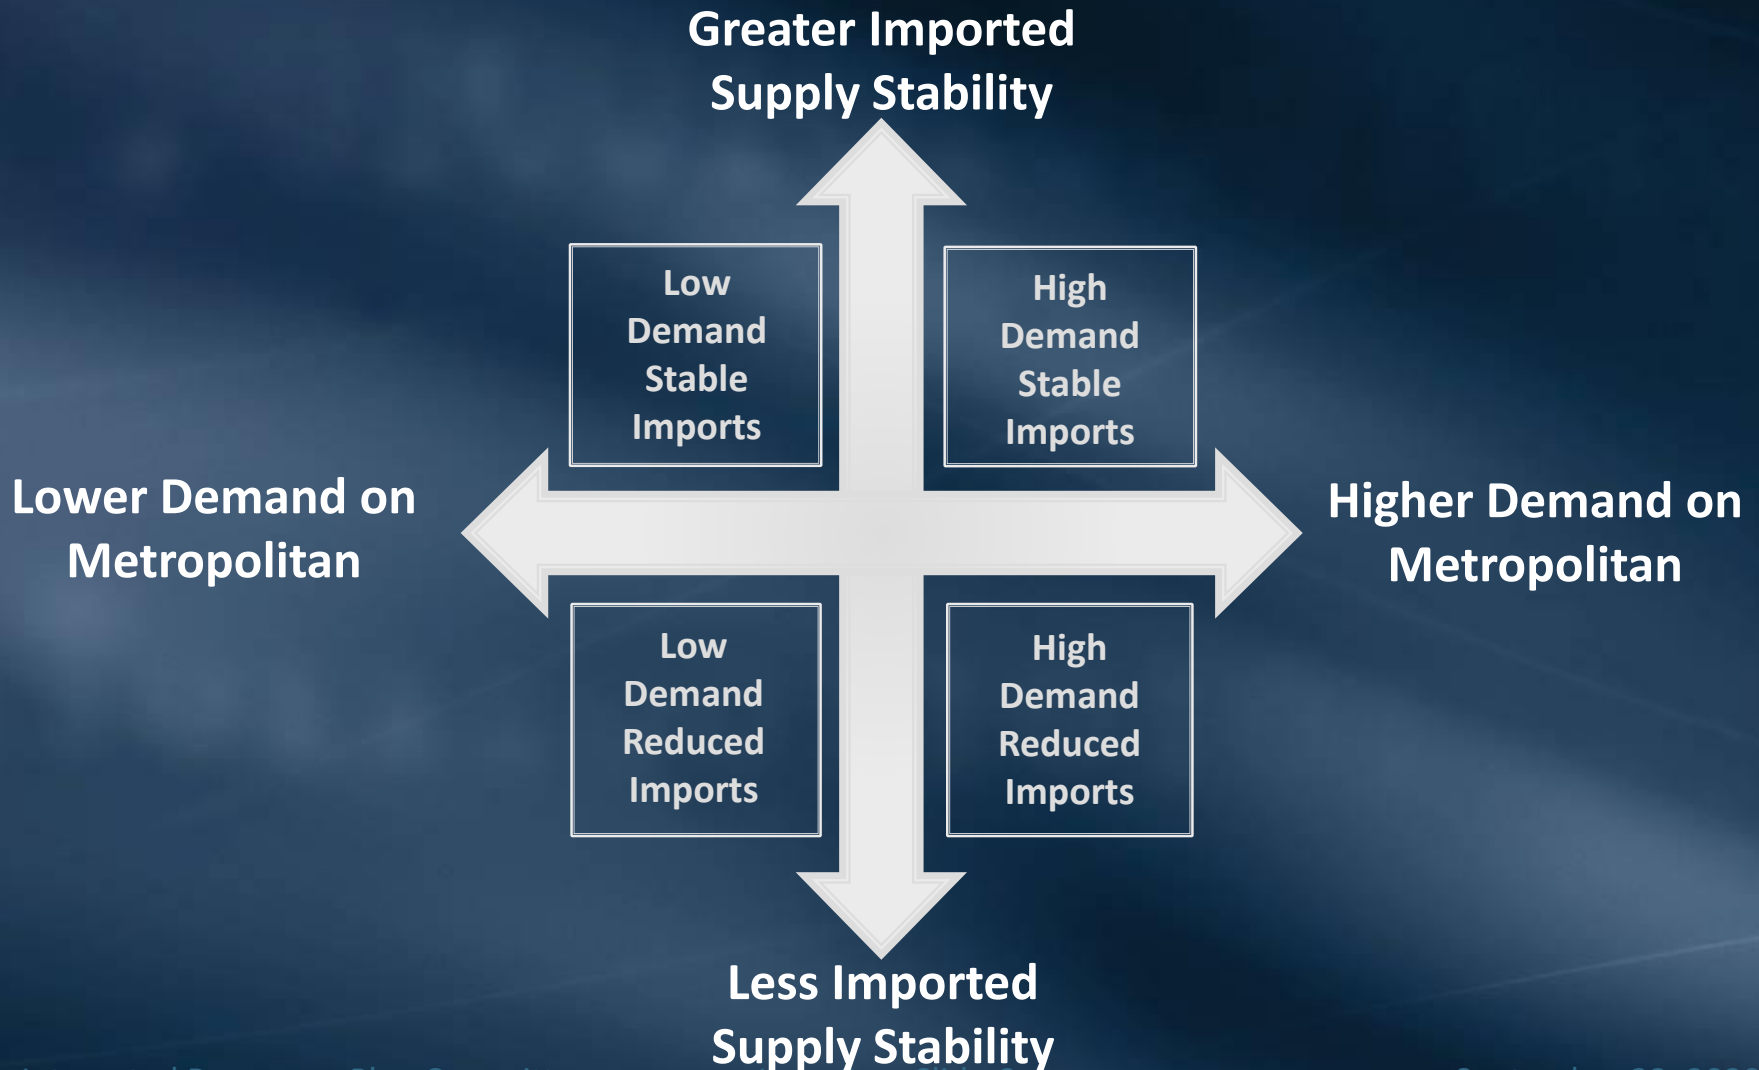 Greater Imported
Supply Stability
Low
Demand
Stable
Imports
High
Demand
Stable
Imports
Lower Demand on
Metropolitan
Higher Demand on
Metropolitan
Low
Demand
Reduced
Imports
High
Demand
Reduced
Imports
Less Imported
Supply Stability